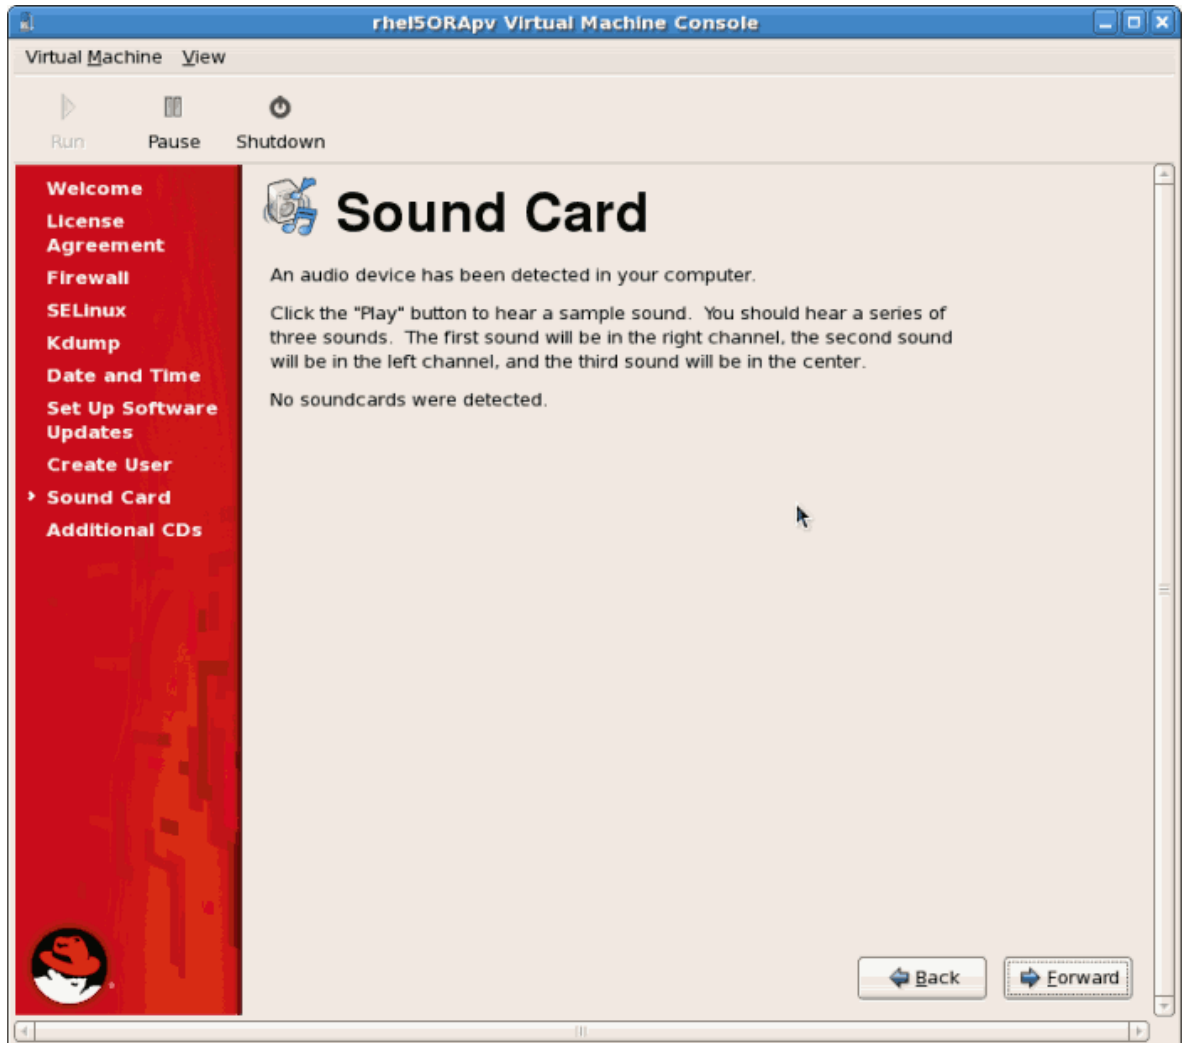 rhel5ORApv Virtual Machine Console
Virtual Machine View
Run Pause Shutdown
Welcome
License
Agreement
Firewall
SELinux
Kdump
Date and Time
Set Up Software
Updates
Create User
Sound Card
Additional CDs
Sound Card
An audio device has been detected in your computer.
Click the "Play" button to hear a sample sound.  You should hear a series of
three sounds.  The first sound will be in the right channel, the second sound
will be in the left channel, and the third sound will be in the center.
No soundcards were detected.
Back Forward